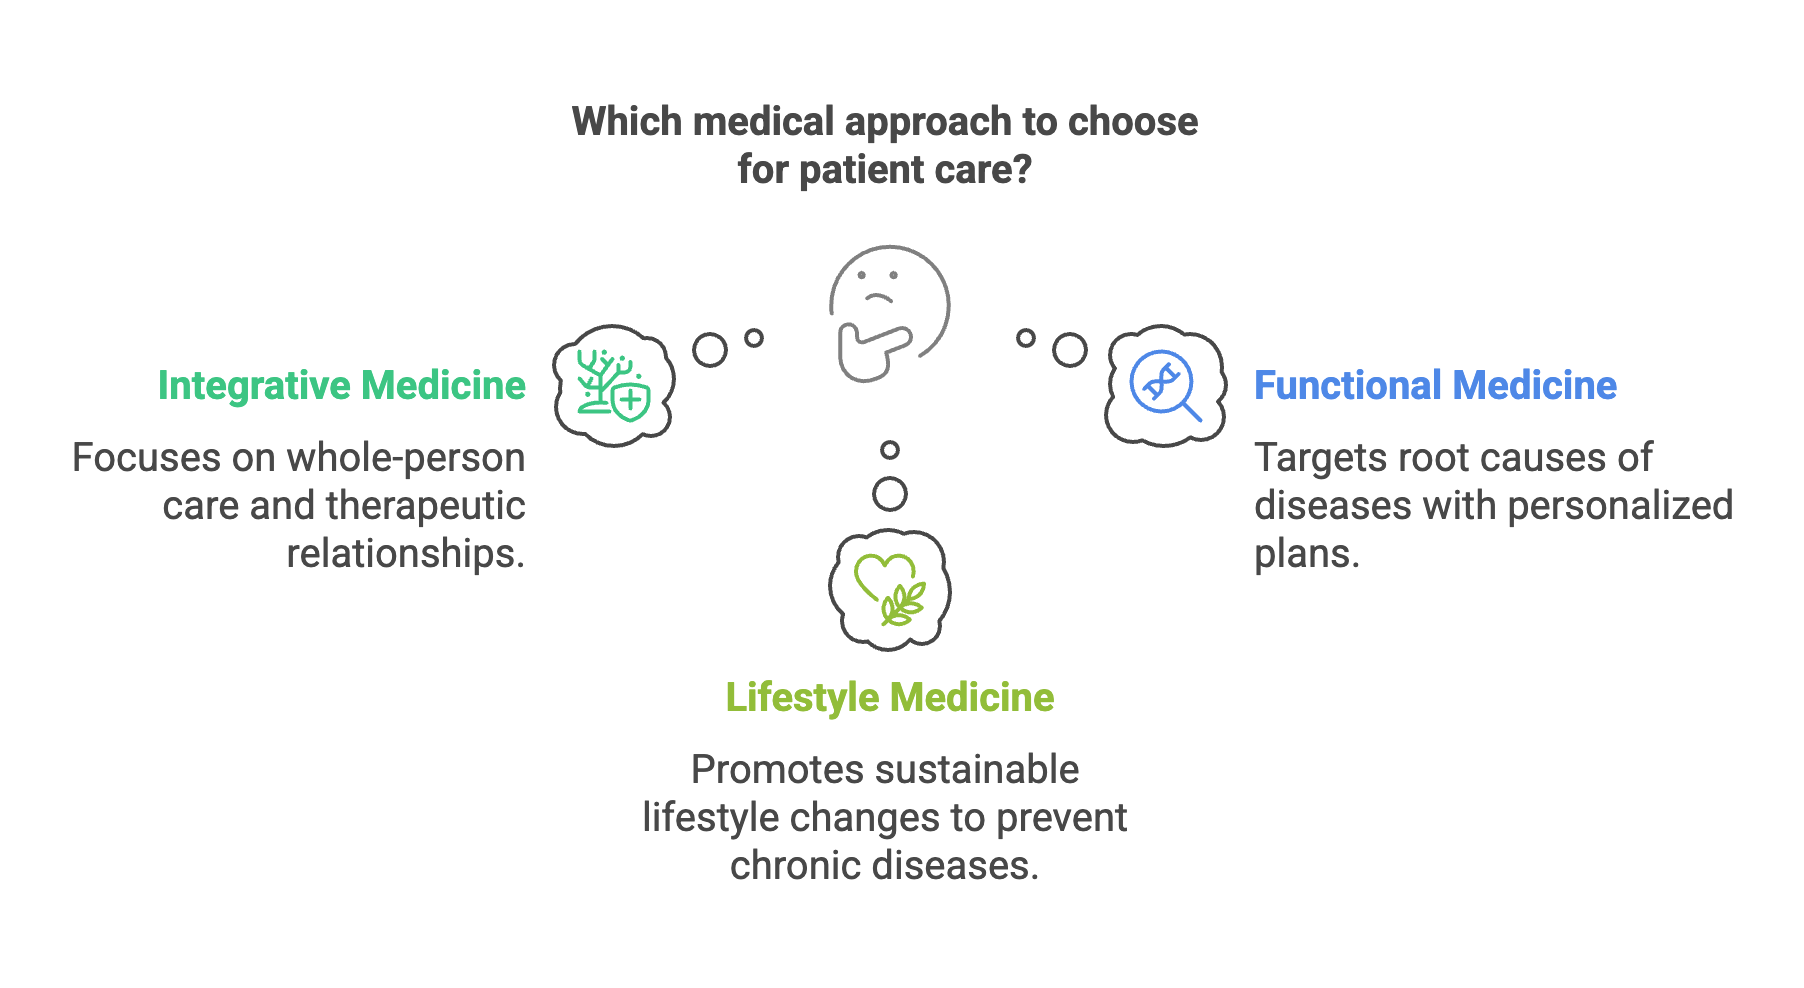 Which medical approach to choose
for patient care?
Integrative Medicine
Focuses on whole-person
care and therapeutic
relationships.
Functional Medicine
Targets root causes of
diseases with personalized
plans.
Lifestyle Medicine
Promotes sustainable
lifestyle changes to prevent
chronic diseases.